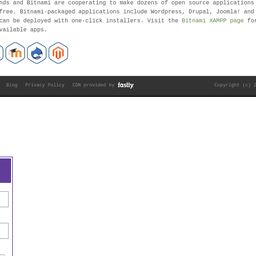 nds and Bitnami are cooperating to make dozens of open source applications
free. Bitnami-packaged applications include Wordpress, Drupal, Joomla! and
can be deployed with one-click installers. Visit the Bitnami XAMPP page for
vailable apps.
Blog Privacy Policy CDN provided by fastly Copyright (c) 2